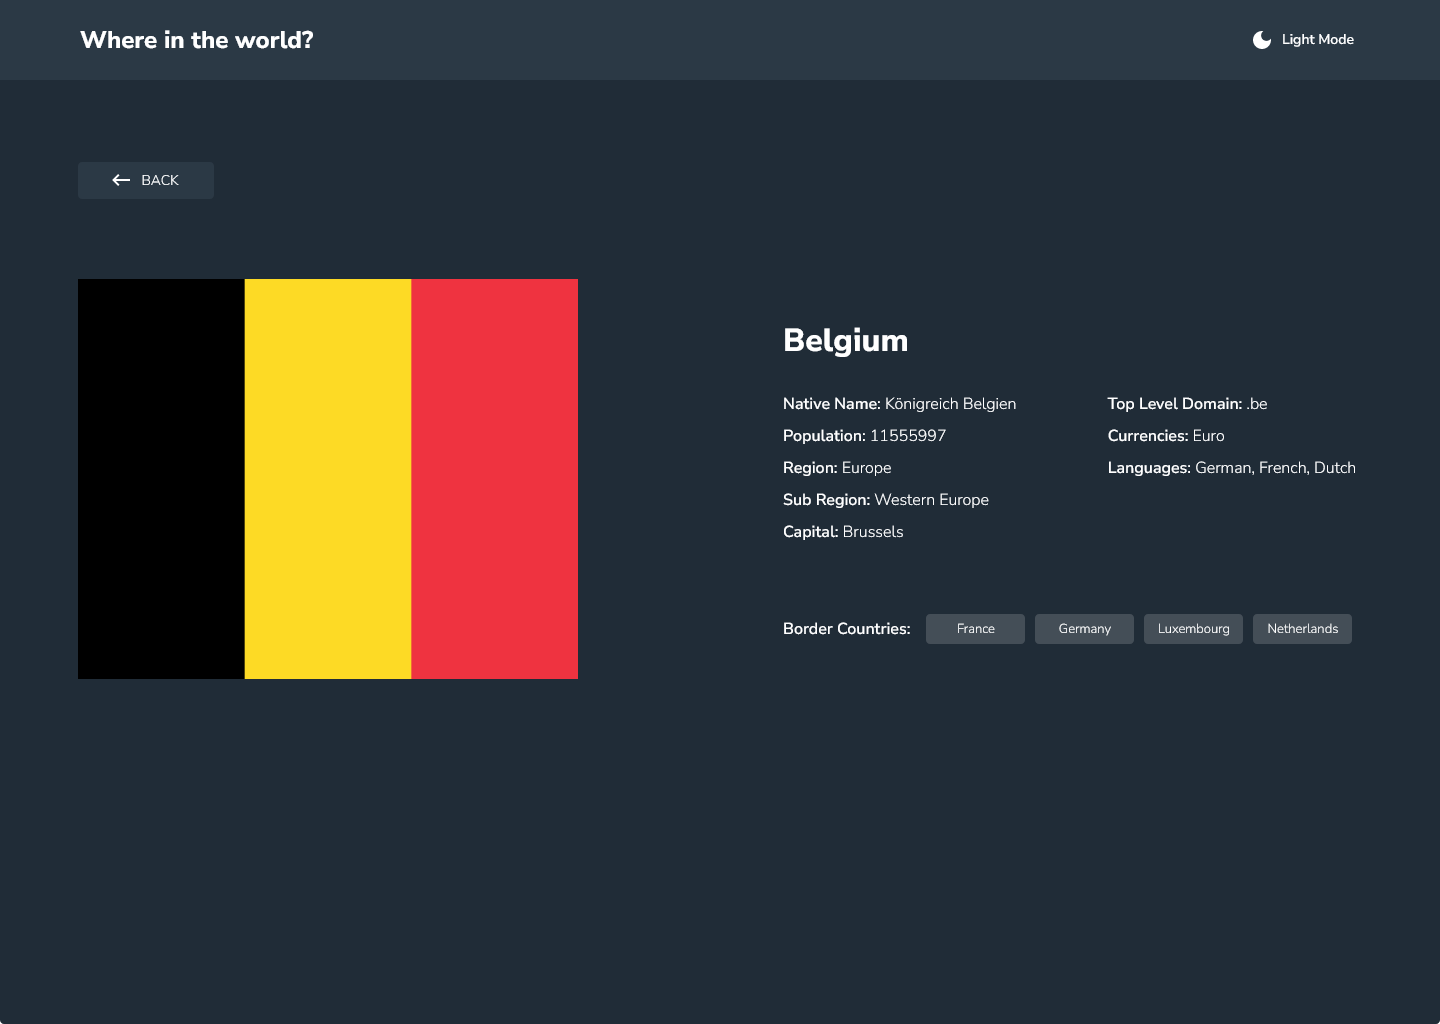 Where in the world?
Light Mode
BACK
Belgium
Native Name: Königreich Belgien
Population: 11555997
Region: Europe
Sub Region: Western Europe
Capital: Brussels
Top Level Domain: .be
Currencies: Euro
Languages: German, French, Dutch
Border Countries: France Germany Luxembourg Netherlands